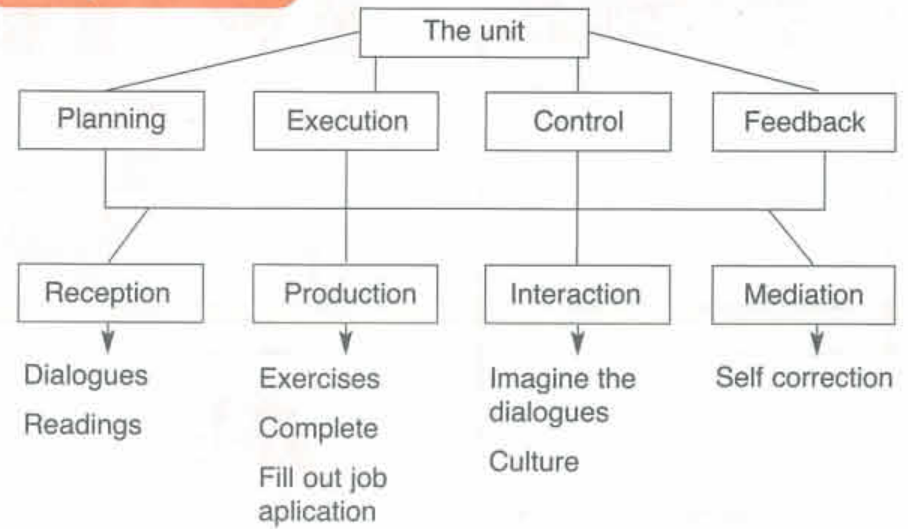 The unit
Planning
Execution
Control
Feedback
Reception
Production
Interaction
Mediation
Dialogues
Readings
Exercises
Complete
Fill out job
aplication
Imagine the
dialogues
Culture
Self correction